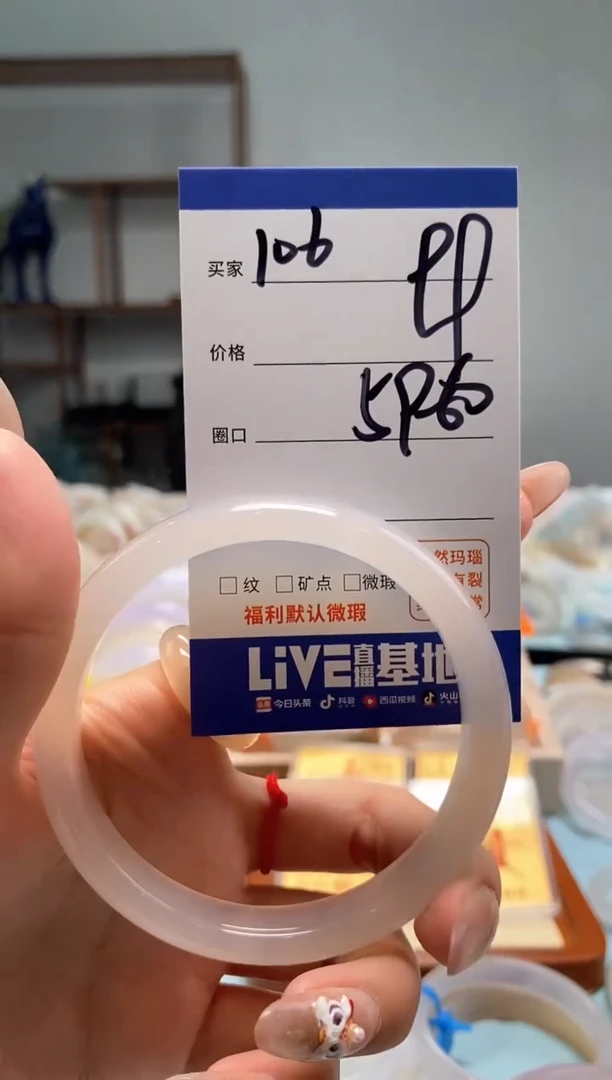 买家 106
价格
圈口
□ 纹 □ 矿点 □ 微瑕
然玛瑙
裂
常
福利默认微瑕
LiVE直播基地
今日头条 抖音 西瓜视频 火山